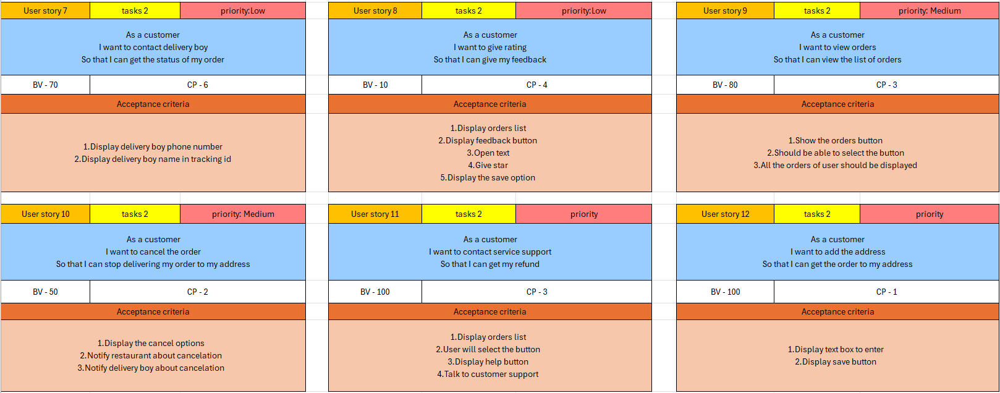 User story 7 tasks 2 priority:Low
As a customer
I want to contact delivery boy
So that I can get the status of my order
BV - 70 CP - 6
Acceptance criteria
1.Display delivery boy phone number
2.Display delivery boy name in tracking id
User story 8 tasks 2 priority:Low
As a customer
I want to give rating
So that I can give my feedback
BV - 10 CP - 4
Acceptance criteria
1.Display orders list
2.Display feedback button
3.Open text
4.Give star
5.Display the save option
User story 9 tasks 2 priority: Medium
As a customer
I want to view orders
So that I can view the list of orders
BV - 80 CP - 3
Acceptance criteria
1.Show the orders button
2.Should be able to select the button
3.All the orders of user should be displayed
User story 10 tasks 2 priority: Medium
As a customer
I want to cancel the order
So that I can stop delivering my order to my address
BV - 50 CP - 2
Acceptance criteria
1.Display the cancel options
2.Notify restaurant about cancelation
3.Notify delivery boy about cancelation
User story 11 tasks 2 priority
As a customer
I want to contact service support
So that I can get my refund
BV - 100 CP - 3
Acceptance criteria
1.Display orders list
2.User will select the button
3.Display help button
4.Talk to customer support
User story 12 tasks 2 priority
As a customer
I want to add the address
So that I can get the order to my address
BV - 100 CP - 1
Acceptance criteria
1.Display text box to enter
2.Display save button